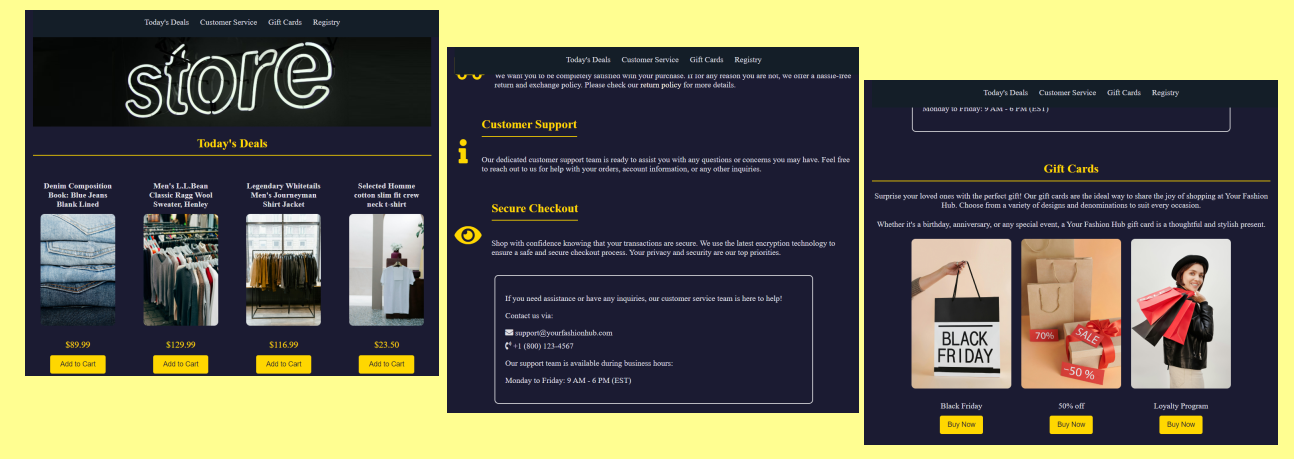 Today's Deals Customer Service Gift Cards Registry
store
Today's Deals
Denim Composition
Book: Blue Jeans
Blank Lined
Men's L.L.Bean
Classic Ragg Wool
Sweater, Henley
Legendary Whitetails
Men's Journeyman
Shirt Jacket
Selected Homme
cotton slim fit crew
neck t-shirt
$89.99
$129.99
$116.99
$23.50
Add to Cart
Add to Cart
Add to Cart
Add to Cart
Today's Deals Customer Service Gift Cards Registry
We want you to be completely satisfied with your purchase. If for any reason you are not, we offer a hassle-free
return and exchange policy. Please check our return policy for more details.
Customer Support
Our dedicated customer support team is ready to assist you with any questions or concerns you may have. Feel free
to reach out to us for help with your orders, account information, or any other inquiries.
Secure Checkout
Shop with confidence knowing that your transactions are secure. We use the latest encryption technology to
ensure a safe and secure checkout process. Your privacy and security are our top priorities.
If you need assistance or have any inquiries, our customer service team is here to help!
Contact us via:
support@yourfashionhub.com
+1 (800) 123-4567
Our support team is available during business hours:
Monday to Friday: 9 AM - 6 PM (EST)
Today's Deals Customer Service Gift Cards Registry
Monday to Friday: 9 AM - 6 PM (EST)
Gift Cards
Surprise your loved ones with the perfect gift! Our gift cards are the ideal way to share the joy of shopping at Your Fashion
Hub. Choose from a variety of designs and denominations to suit every occasion.
Whether it's a birthday, anniversary, or any special event, a Your Fashion Hub gift card is a thoughtful and stylish present.
BLACK
FRIDAY
70%
SALE
-50 %
Black Friday
50% off
Loyalty Program
Buy Now
Buy Now
Buy Now